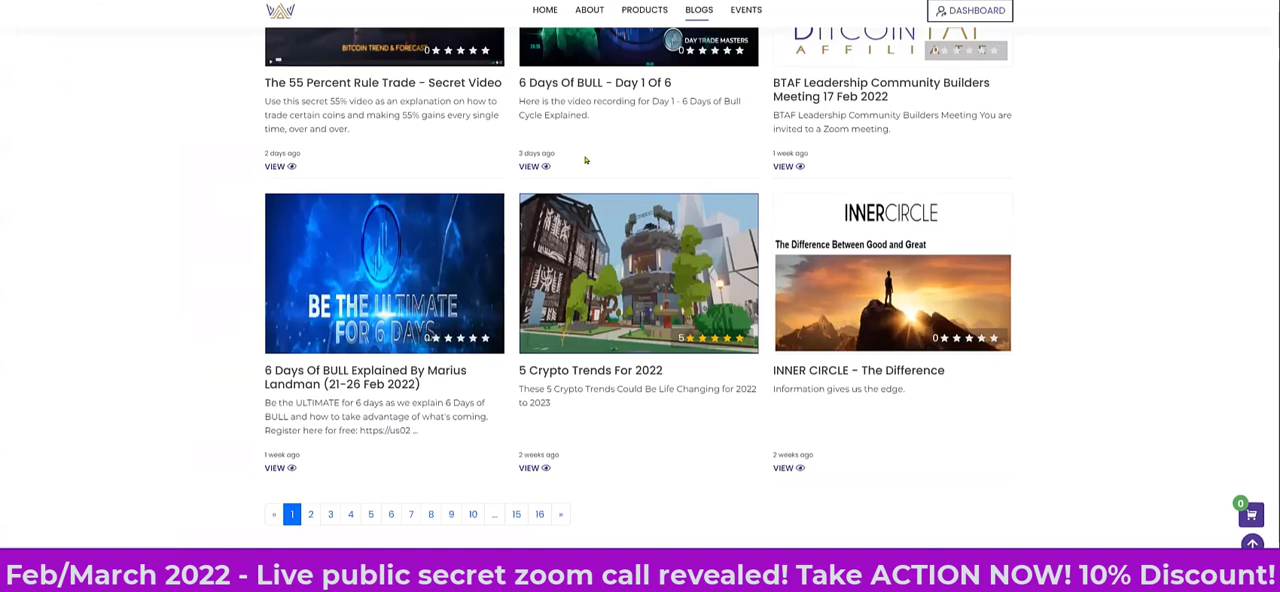 HOME ABOUT PRODUCTS BLOGS EVENTS DASHBOARD
BITCOIN TREND & FORECAST
0
DAY TRADE MASTERS
0
BITCOIN TAF
AFFILI
The 55 Percent Rule Trade - Secret Video
Use this secret 55% video as an explanation on how to
trade certain coins and making 55% gains every single
time, over and over.
2 days ago
VIEW
6 Days Of BULL - Day 1 Of 6
Here is the video recording for Day 1 - 6 Days of Bull
Cycle Explained.
3 days ago
VIEW
BTAF Leadership Community Builders
Meeting 17 Feb 2022
BTAF Leadership Community Builders Meeting You are
invited to a Zoom meeting.
1 week ago
VIEW
BE THE ULTIMATE
FOR 6 DAYS
6 Days Of BULL Explained By Marius
Landman (21-26 Feb 2022)
Be the ULTIMATE for 6 days as we explain 6 Days of
BULL and how to take advantage of what's coming.
Register here for free: https://us02 ...
1 week ago
VIEW
5
5 Crypto Trends For 2022
These 5 Crypto Trends Could Be Life Changing for 2022
to 2023
2 weeks ago
VIEW
INNERCIRCLE
The Difference Between Good and Great
0
INNER CIRCLE - The Difference
Information gives us the edge.
2 weeks ago
VIEW
« 1 2 3 4 5 6 7 8 9 10 ... 15 16 »
0
Feb/March 2022 - Live public secret zoom call revealed! Take ACTION NOW! 10% Discount!